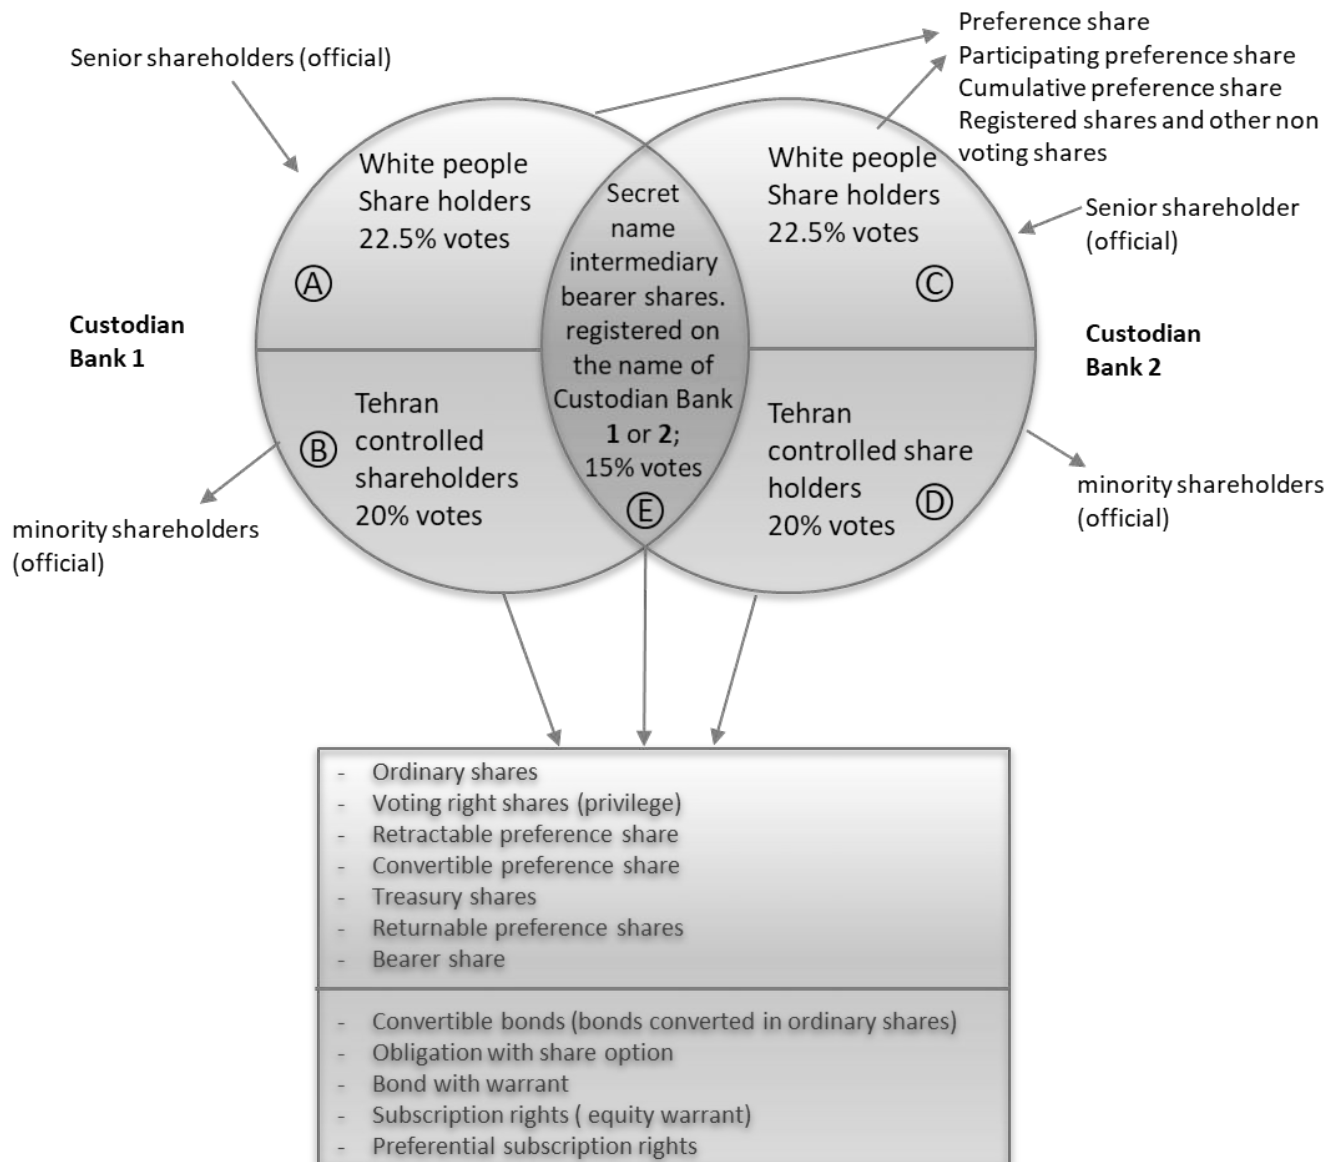 Senior shareholders (official)
Preference share
Participating preference share
Cumulative preference share
Registered shares and other non
voting shares
White people
Share holders
22.5% votes
A
Secret
name
intermediary
bearer shares.
registered on
the name of
Custodian Bank
1 or 2;
15% votes
E
White people
Share holders
22.5% votes
C
Senior shareholder
(official)
Custodian
Bank 1
Custodian
Bank 2
Tehran
controlled
shareholders
20% votes
B
Tehran
controlled share
holders
20% votes
D
minority shareholders
(official)
minority shareholders
(official)
- Ordinary shares
- Voting right shares (privilege)
- Retractable preference share
- Convertible preference share
- Treasury shares
- Returnable preference shares
- Bearer share
- Convertible bonds (bonds converted in ordinary shares)
- Obligation with share option
- Bond with warrant
- Subscription rights ( equity warrant)
- Preferential subscription rights